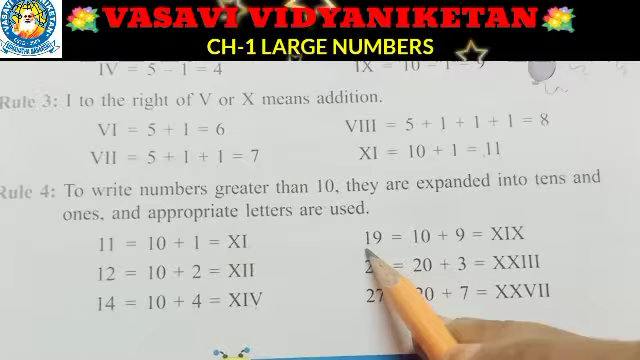 VASAVI VIDYANIKETAN
CH-1 LARGE NUMBERS
IV = 5 – 1 = 4
IX = 10 – 1 = 9
Rule 3: I to the right of V or X means addition.
VI = 5 + 1 = 6
VIII = 5 + 1 + 1 + 1 = 8
VII = 5 + 1 + 1 = 7
XI = 10 + 1 = 11
Rule 4: To write numbers greater than 10, they are expanded into tens and
ones, and appropriate letters are used.
11 = 10 + 1 = XI
19 = 10 + 9 = XIX
12 = 10 + 2 = XII
= 20 + 3 = XXIII
14 = 10 + 4 = XIV
27 = 20 + 7 = XXVII